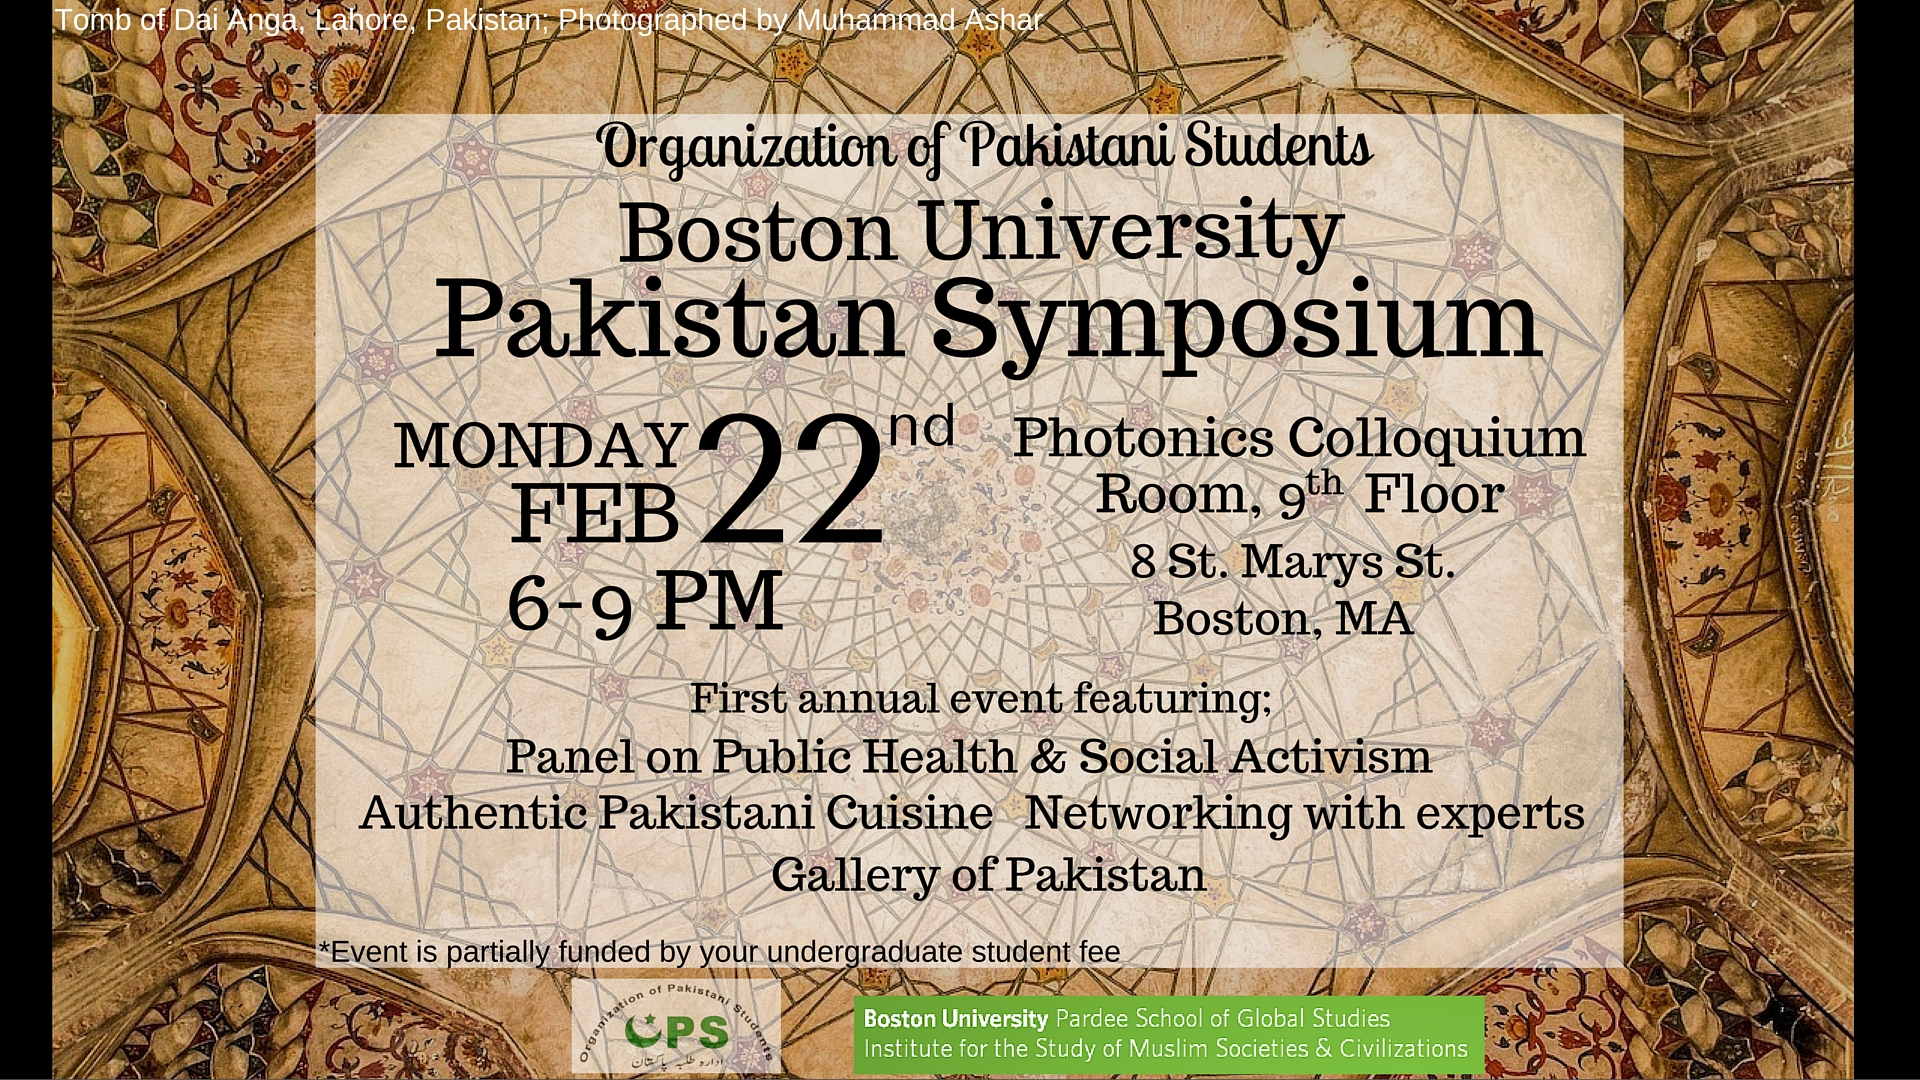 Tomb of Dai Anga, Lahore, Pakistan; Photographed by Muhammad Ashar
Organization of Pakistani Students
Boston University
Pakistan Symposium
MONDAY
FEB 22nd
6-9 PM
Photonics Colloquium
Room, 9th Floor
8 St. Marys St.
Boston, MA
First annual event featuring;
Panel on Public Health & Social Activism
Authentic Pakistani Cuisine Networking with experts
Gallery of Pakistan
*Event is partially funded by your undergraduate student fee
Organization of Pakistani Students
OPS
ادارہ طلبہ پاکستان
Boston University Pardee School of Global Studies
Institute for the Study of Muslim Societies & Civilizations